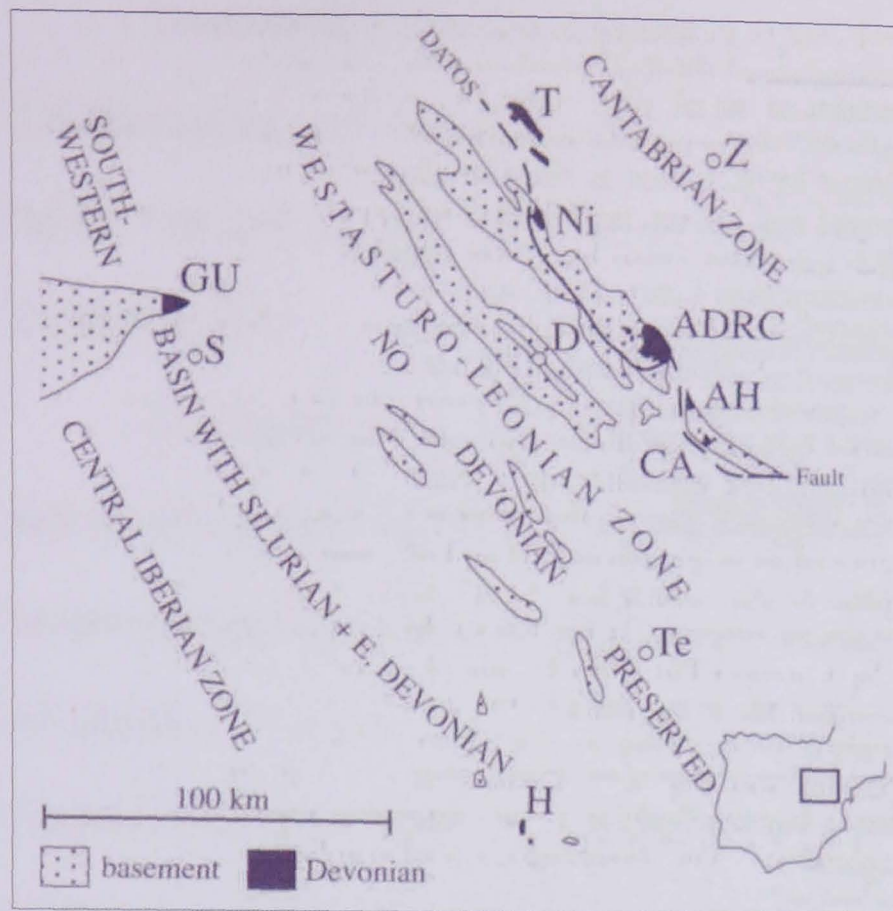 DATOS
T
CANTABRIAN ZONE
Z
SOUTH-
WESTERN
WESTASTURO-LEONIAN ZONE
Ni
GU
S
D
ADRC
NO DEVONIAN PRESERVED
AH
CA
Fault
BASIN WITH SILURIAN + E. DEVONIAN
CENTRAL IBERIAN ZONE
Te
H
100 km
basement
Devonian